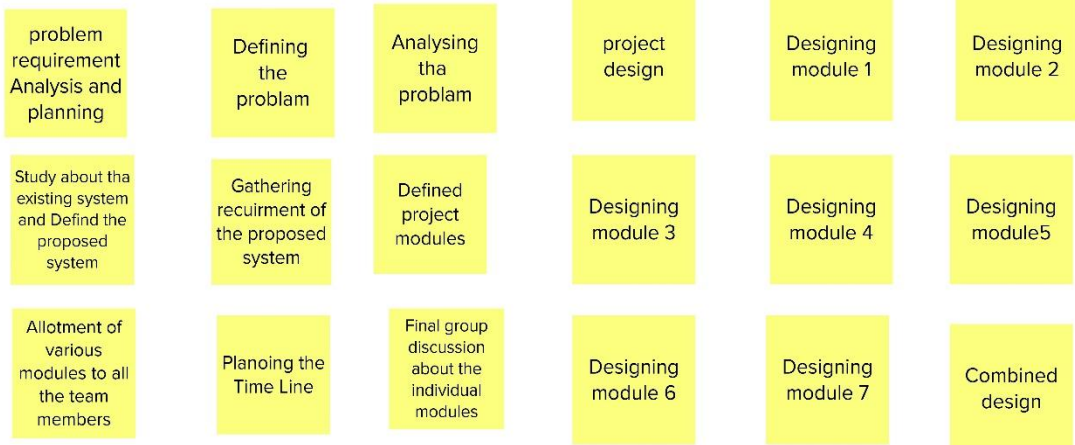 problem
requirement
Analysis and
planning
Defining
the
problam
Analysing
tha
problam
project
design
Designing
module 1
Designing
module 2
Study about tha
existing system
and Defind the
proposed
system
Gathering
recuirment of
the proposed
system
Defined
project
modules
Designing
module 3
Designing
module 4
Designing
module5
Allotment of
various
modules to all
the team
members
Planoing the
Time Line
Final group
discussion
about the
individual
modules
Designing
module 6
Designing
module 7
Combined
design